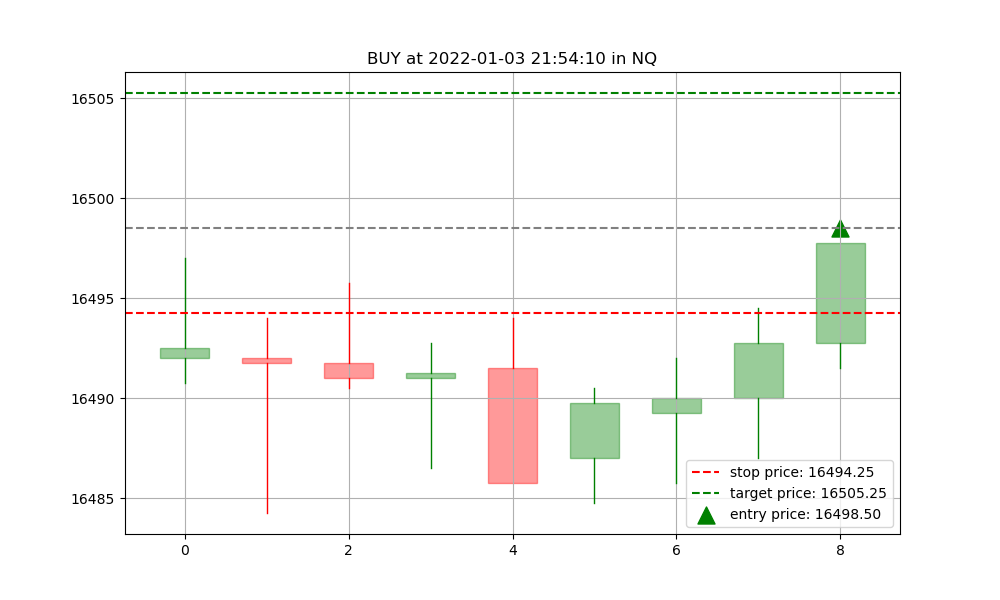 BUY at 2022-01-03 21:54:10 in NQ
16505
16500
16495
16490
16485
stop price: 16494.25
target price: 16505.25
entry price: 16498.50
0 2 4 6 8